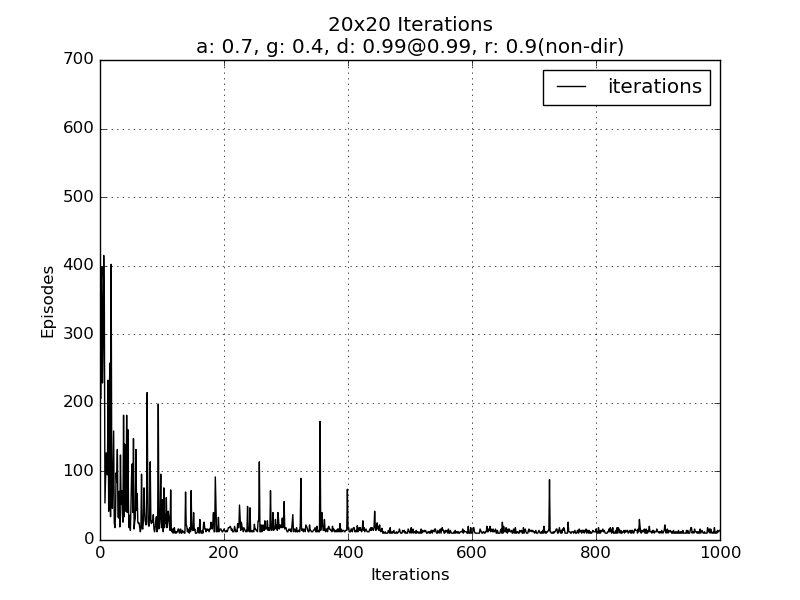 20x20 Iterations
a: 0.7, g: 0.4, d: 0.99@0.99, r: 0.9(non-dir)
700
iterations
600
500
400
300
200
100
0
Episodes
0 200 400 600 800 1000
Iterations